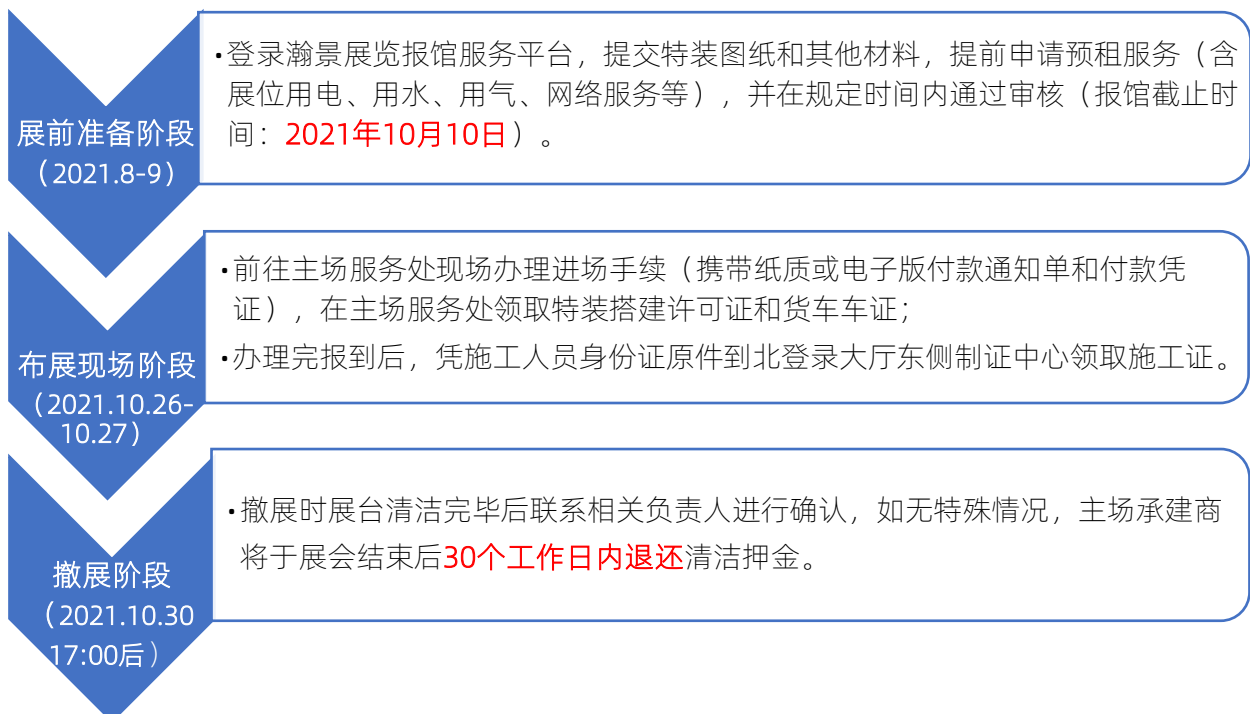 展前准备阶段
（2021.8-9）
•登录瀚景展览报馆服务平台，提交特装图纸和其他材料，提前申请预租服务（含
展位用电、用水、用气、网络服务等），并在规定时间内通过审核（报馆截止时
间：2021年10月10日）。
布展现场阶段
（2021.10.26-
10.27）
•前往主场服务处现场办理进场手续（携带纸质或电子版付款通知单和付款凭
证），在主场服务处领取特装搭建许可证和货车车证；
•办理完报到后，凭施工人员身份证原件到北登录大厅东侧制证中心领取施工证。
撤展阶段
（2021.10.30
17:00后）
•撤展时展台清洁完毕后联系相关负责人进行确认，如无特殊情况，主场承建商
将于展会结束后30个工作日内退还清洁押金。